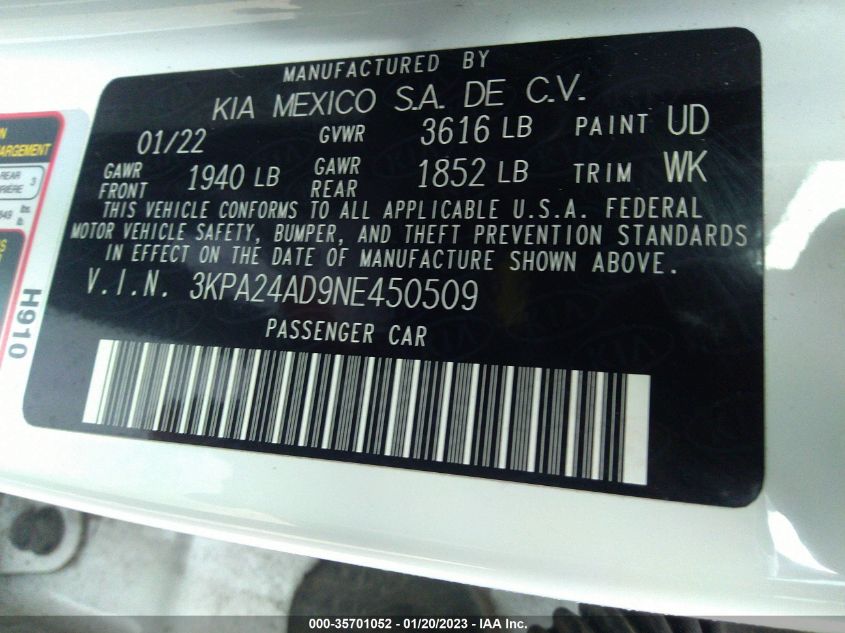 MANUFACTURED BY
KIA MEXICO S.A. DE C.V.
01/22 GVWR 3616 LB PAINT UD
GAWR FRONT 1940 LB GAWR REAR 1852 LB TRIM WK
THIS VEHICLE CONFORMS TO ALL APPLICABLE U.S.A. FEDERAL
MOTOR VEHICLE SAFETY, BUMPER, AND THEFT PREVENTION STANDARDS
IN EFFECT ON THE DATE OF MANUFACTURE SHOWN ABOVE.
V.I.N. 3KPA24AD9NE450509
PASSENGER CAR
ARGEMENT
REAR
3
H910
000-35701052 - 01/20/2023 - IAA Inc.